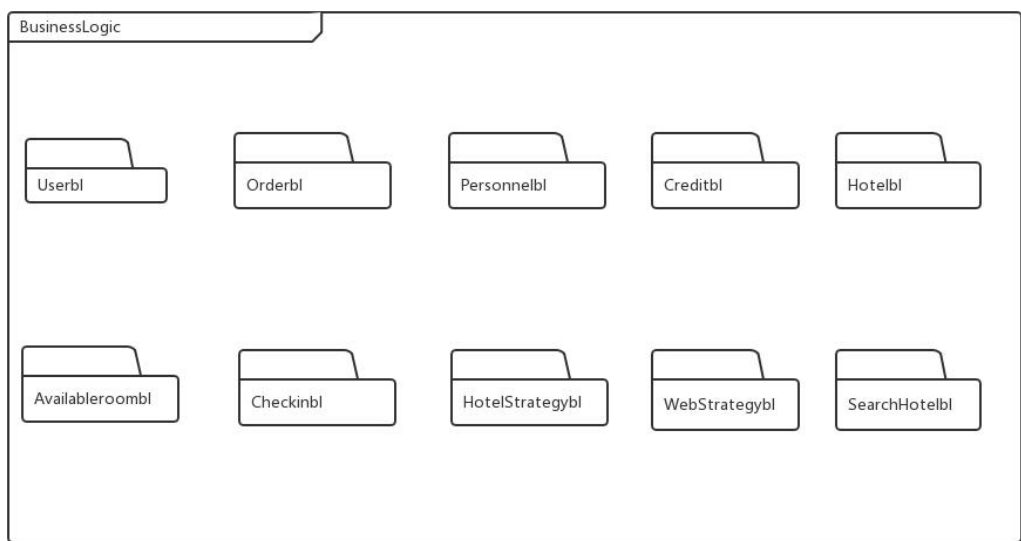 BusinessLogic
Userbl
Orderbl
Personnelbl
Creditbl
Hotelbl
Availableroombl
Checkinbl
HotelStrategybl
WebStrategybl
SearchHotelbl